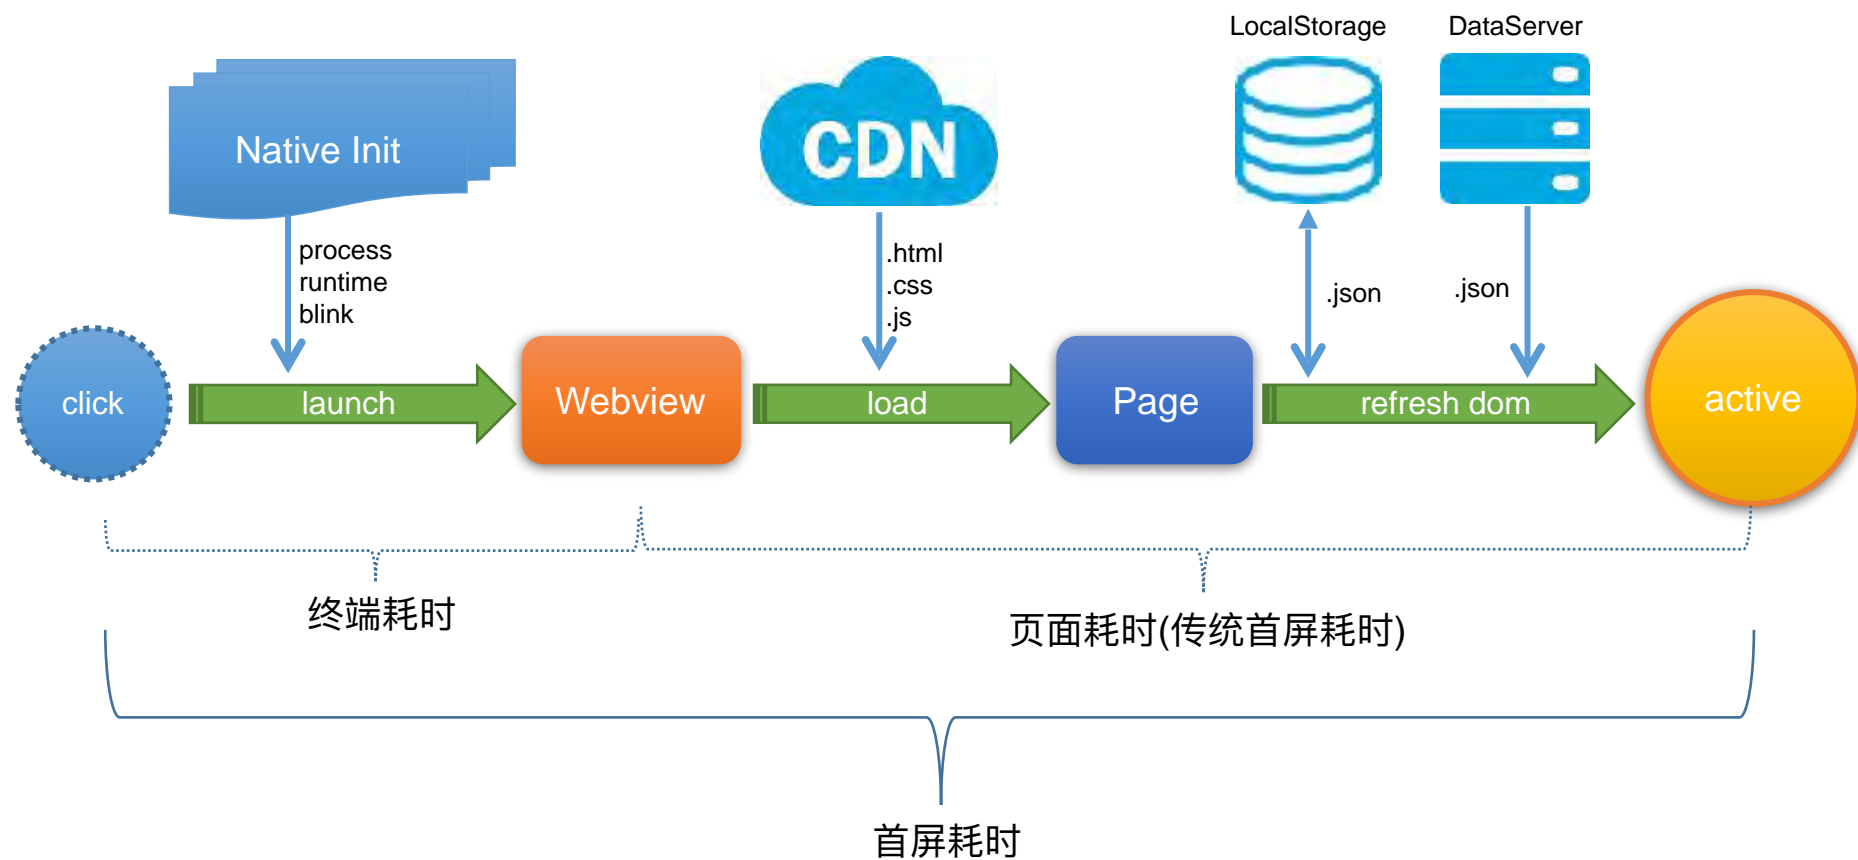 LocalStorage
DataServer
Native Init
CDN
process
runtime
blink
.html
.css
.js
.json
.json
click
launch
Webview
load
Page
refresh dom
active
终端耗时
页面耗时(传统首屏耗时)
首屏耗时